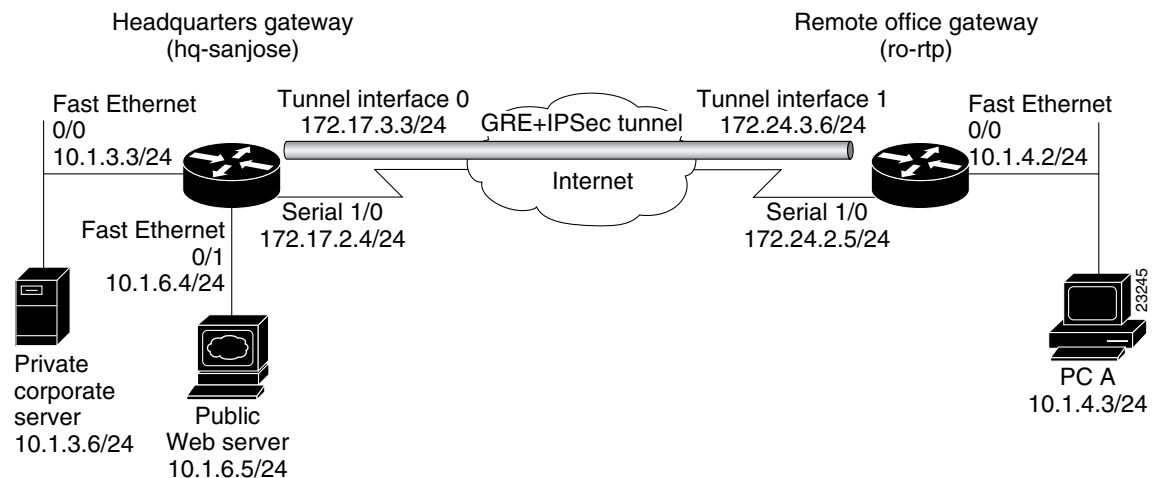 Headquarters gateway
(hq-sanjose)
Remote office gateway
(ro-rtp)
Fast Ethernet
0/0
10.1.3.3/24
Tunnel interface 0
172.17.3.3/24
GRE+IPSec tunnel
Tunnel interface 1
172.24.3.6/24
Fast Ethernet
0/0
10.1.4.2/24
Internet
Serial 1/0
172.17.2.4/24
Serial 1/0
172.24.2.5/24
Fast Ethernet
0/1
10.1.6.4/24
Private
corporate
server
10.1.3.6/24
Public
Web server
10.1.6.5/24
PC A
10.1.4.3/24
23245